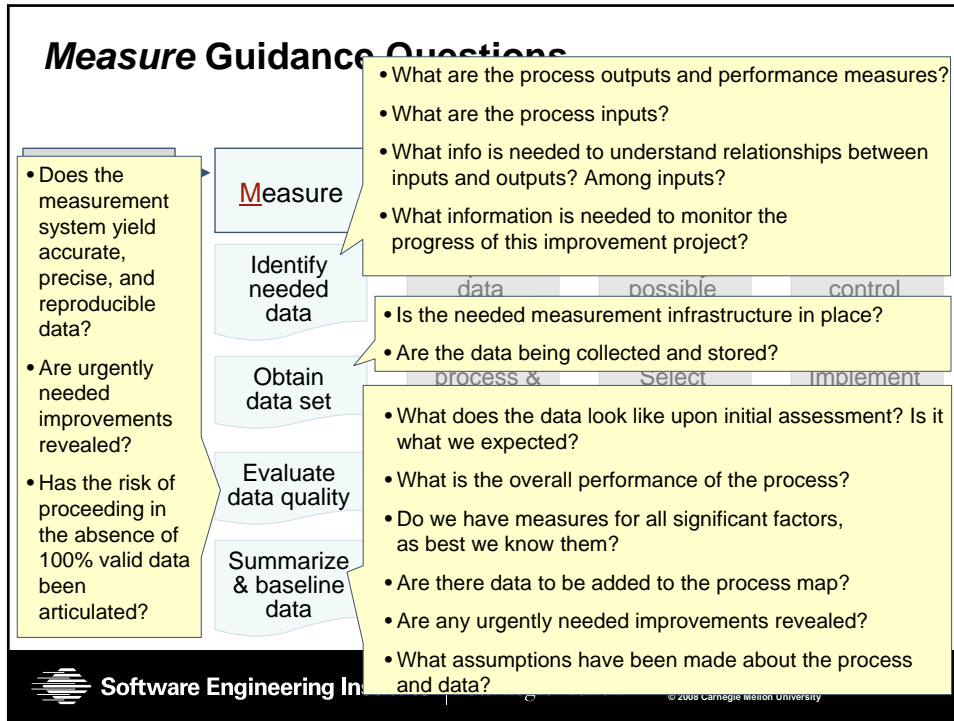 Measure Guidance Questions
• What are the process outputs and performance measures?
• What are the process inputs?
• What info is needed to understand relationships between
inputs and outputs? Among inputs?
• What information is needed to monitor the
progress of this improvement project?
• Does the
measurement
system yield
accurate,
precise, and
reproducible
data?
• Are urgently
needed
improvements
revealed?
• Has the risk of
proceeding in
the absence of
100% valid data
been
articulated?
Measure
Identify
needed
data
data
possible
control
• Is the needed measurement infrastructure in place?
• Are the data being collected and stored?
Obtain
data set
process &
Select
Implement
• What does the data look like upon initial assessment? Is it
what we expected?
• What is the overall performance of the process?
• Do we have measures for all significant factors,
as best we know them?
• Are there data to be added to the process map?
• Are any urgently needed improvements revealed?
• What assumptions have been made about the process
and data?
Evaluate
data quality
Summarize
& baseline
data
Software Engineering
© 2008 Carnegie Mellon University